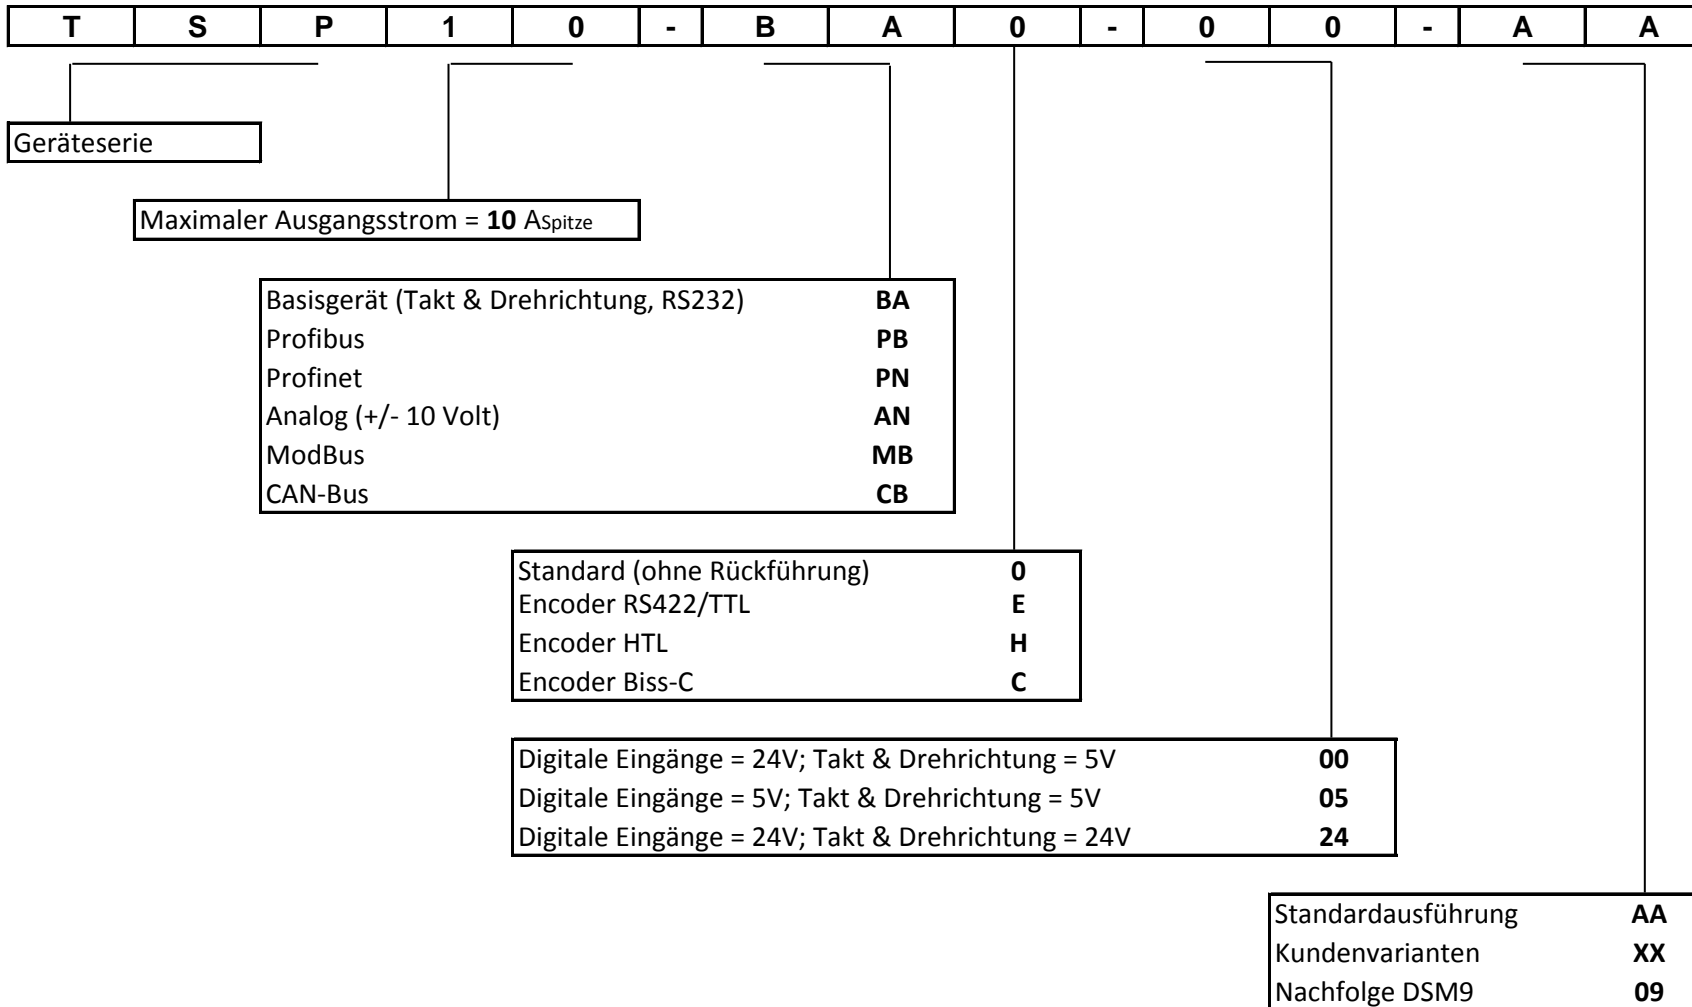 T S P 1 0 - B A 0 - 0 0 - A A
Geräteserie
Maximaler Ausgangsstrom = 10 ASpitze
Basisgerät (Takt & Drehrichtung, RS232) BA
Profibus PB
Profinet PN
Analog (+/- 10 Volt) AN
ModBus MB
CAN-Bus CB
Standard (ohne Rückführung) 0
Encoder RS422/TTL E
Encoder HTL H
Encoder Biss-C C
Digitale Eingänge = 24V; Takt & Drehrichtung = 5V 00
Digitale Eingänge = 5V; Takt & Drehrichtung = 5V 05
Digitale Eingänge = 24V; Takt & Drehrichtung = 24V 24
Standardausführung AA
Kundenvarianten XX
Nachfolge DSM9 09